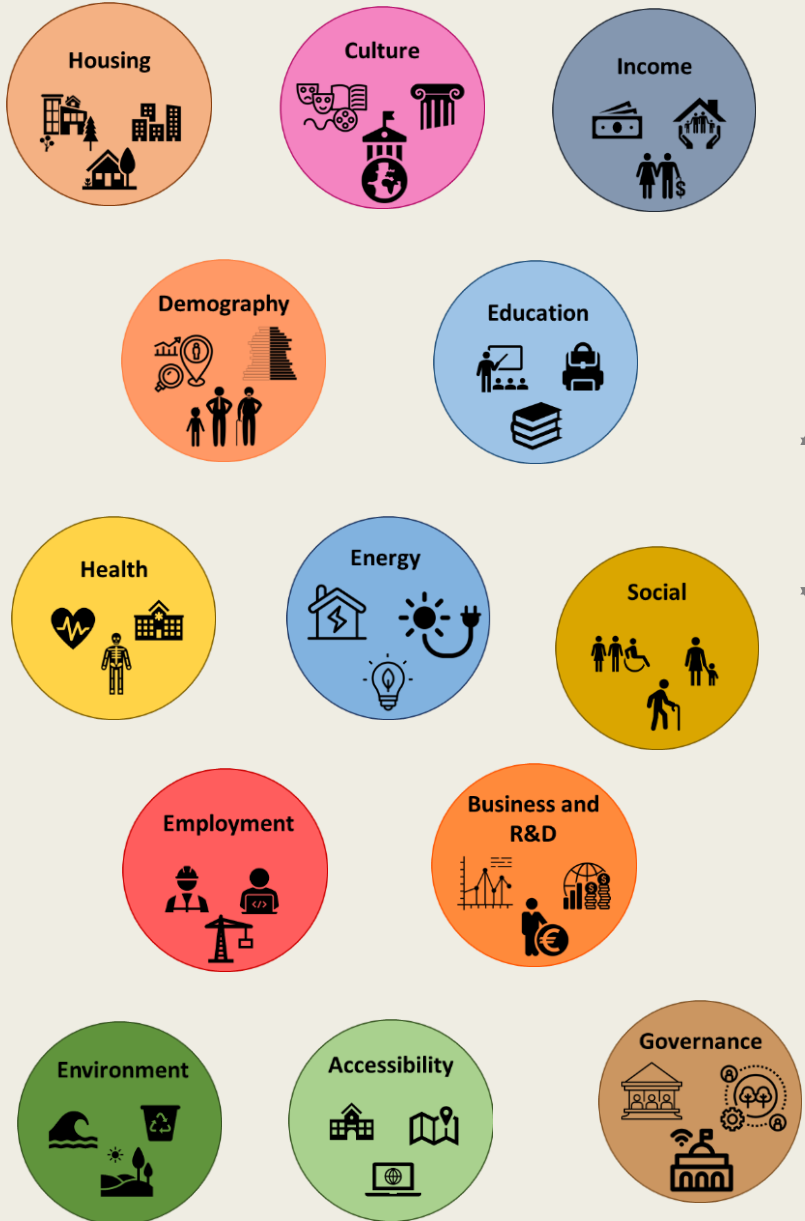 Housing
Culture
Income
Demography
Education
Health
Energy
Social
Employment
Business and
R&D
Environment
Accessibility
Governance